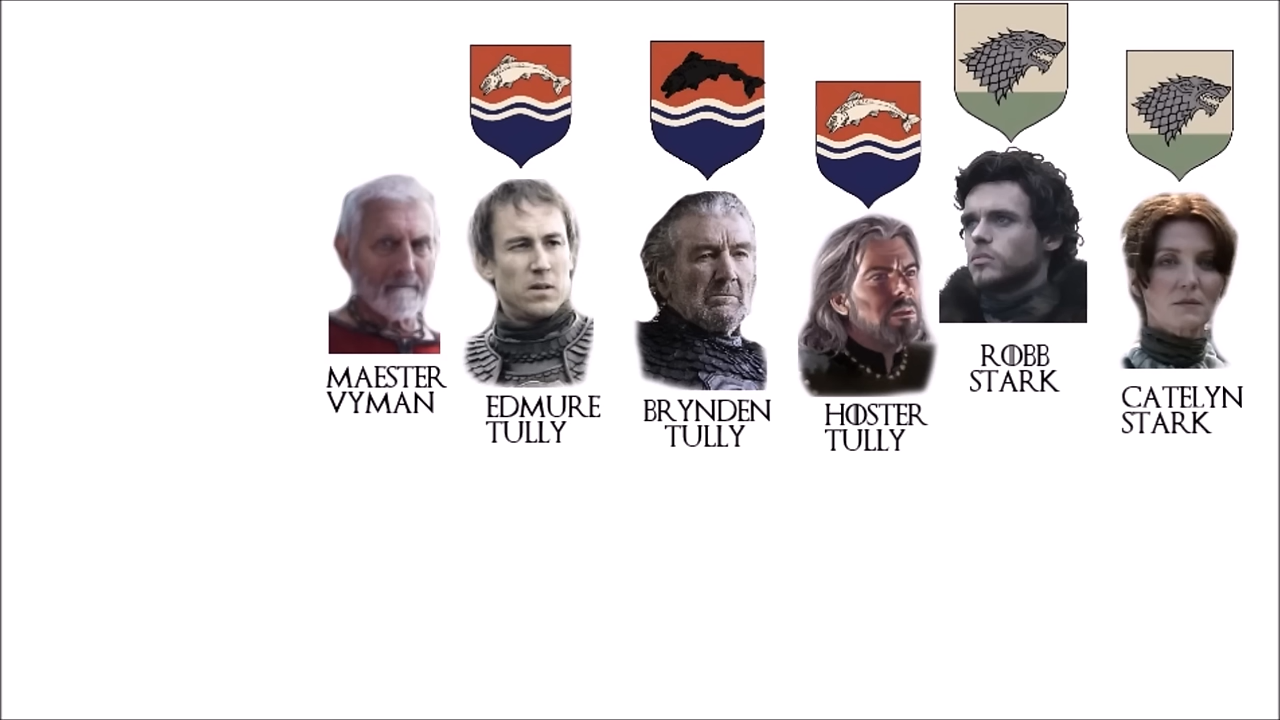 MAESTER
VYMAN
EDMURE
TULLY
BRYNDEN
TULLY
HOSTER
TULLY
ROBB
STARK
CATELYN
STARK